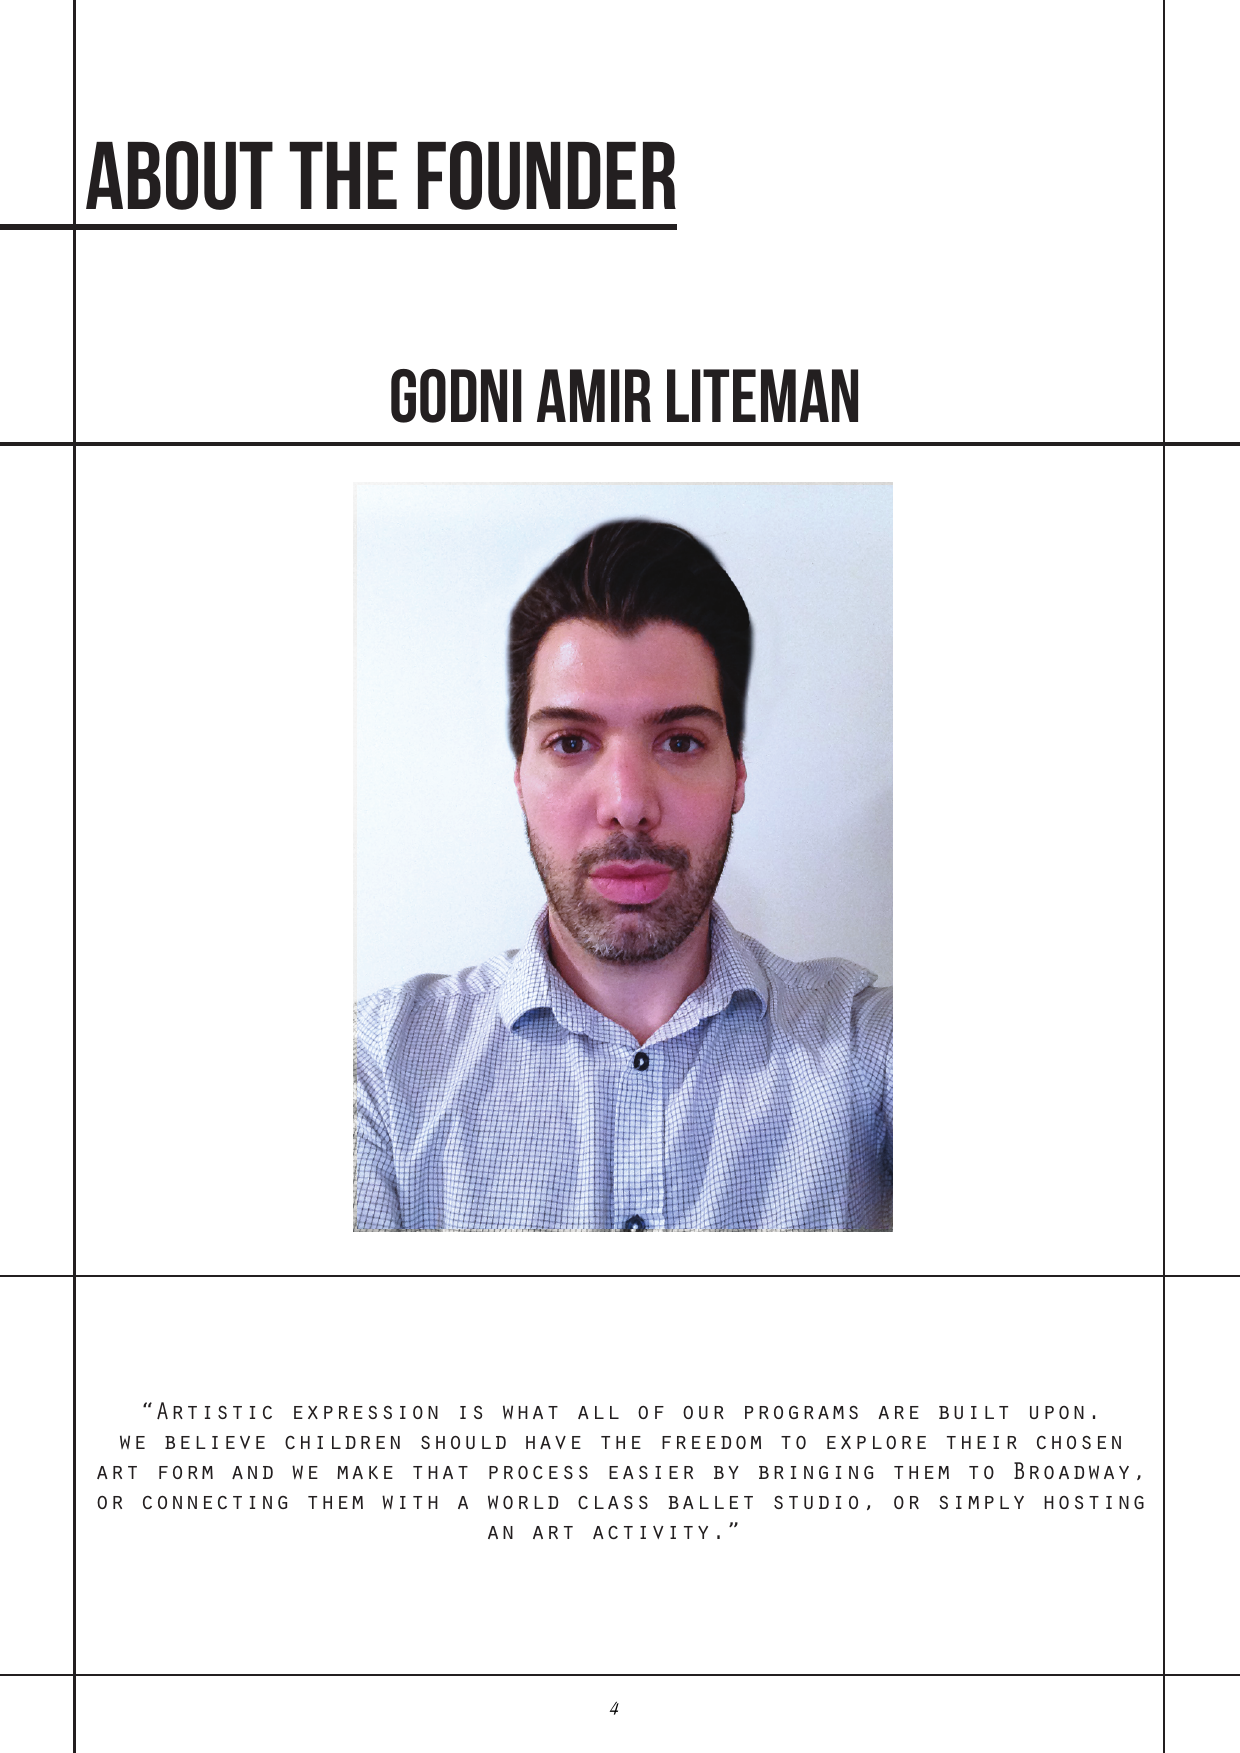 ABOUT THE FOUNDER
GODNI AMIR LITEMAN
“Artistic expression is what all of our programs are built upon.
we believe children should have the freedom to explore their chosen
art form and we make that process easier by bringing them to Broadway,
or connecting them with a world class ballet studio, or simply hosting
an art activity.”
4